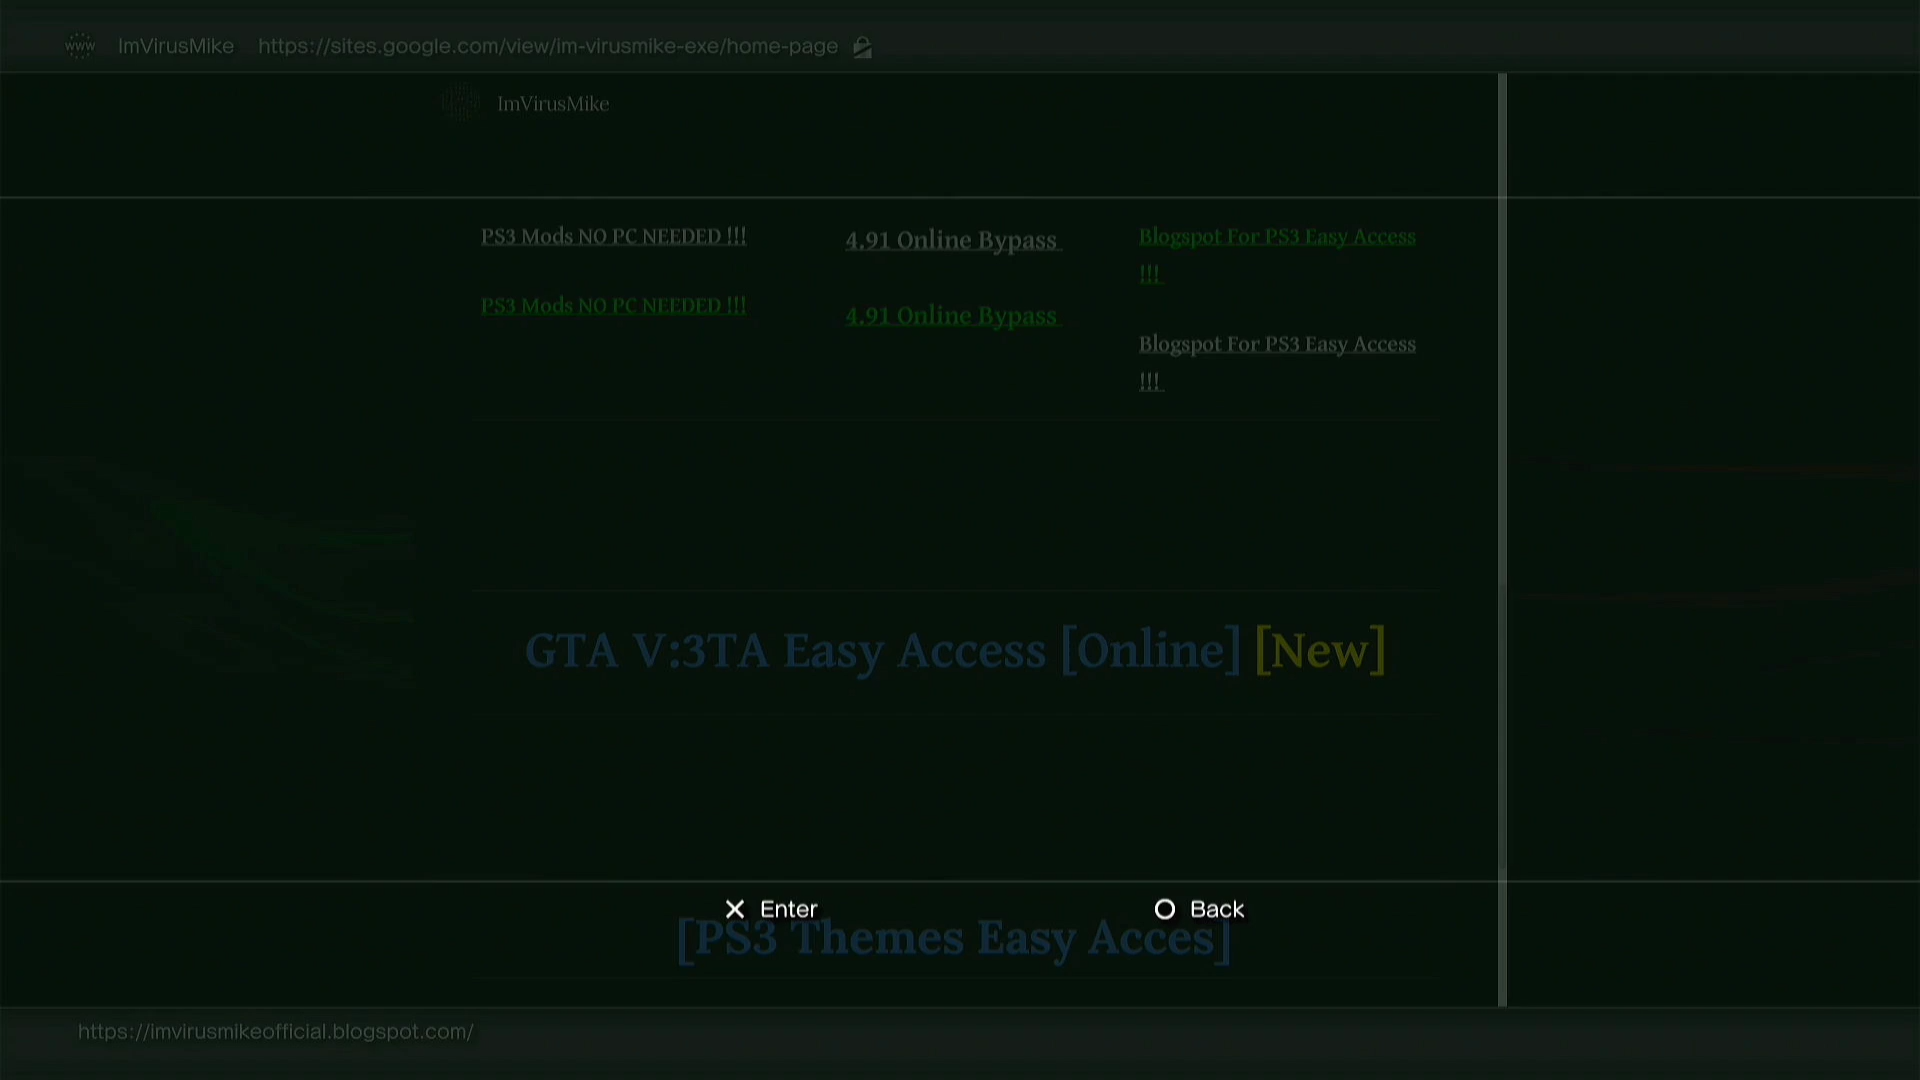 www ImVirusMike https://sites.google.com/view/im-virusmike-exe/home-page
ImVirusMike
PS3 Mods NO PC NEEDED !!!
PS3 Mods NO PC NEEDED !!!
4.91 Online Bypass
4.91 Online Bypass
Blogspot For PS3 Easy Access
!!!
Blogspot For PS3 Easy Access
!!!
GTA V:3TA Easy Access [Online] [New]
Enter
Back
[PS3 Themes Easy Acces]
https://imvirusmikeofficial.blogspot.com/